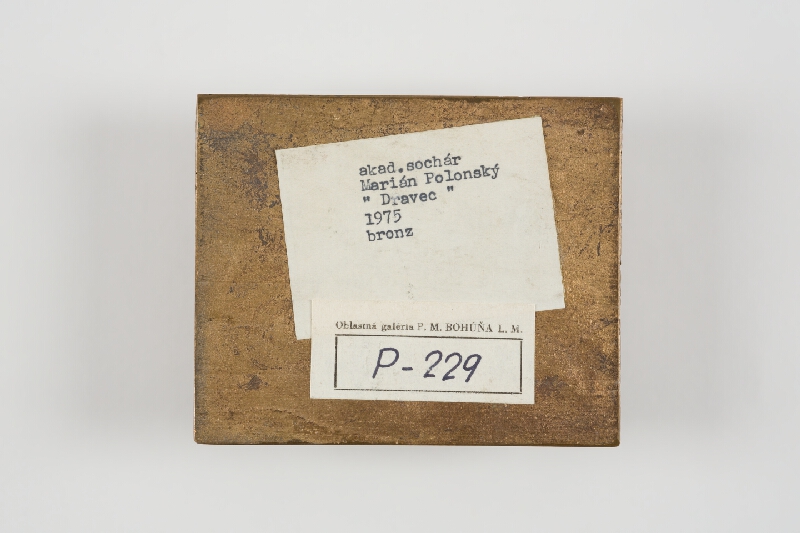 akad.sochár
Marián Polonský
" Dravec "
1975
bronz
Oblastná galéria P. M. BOHÚŇA L. M.
P-229